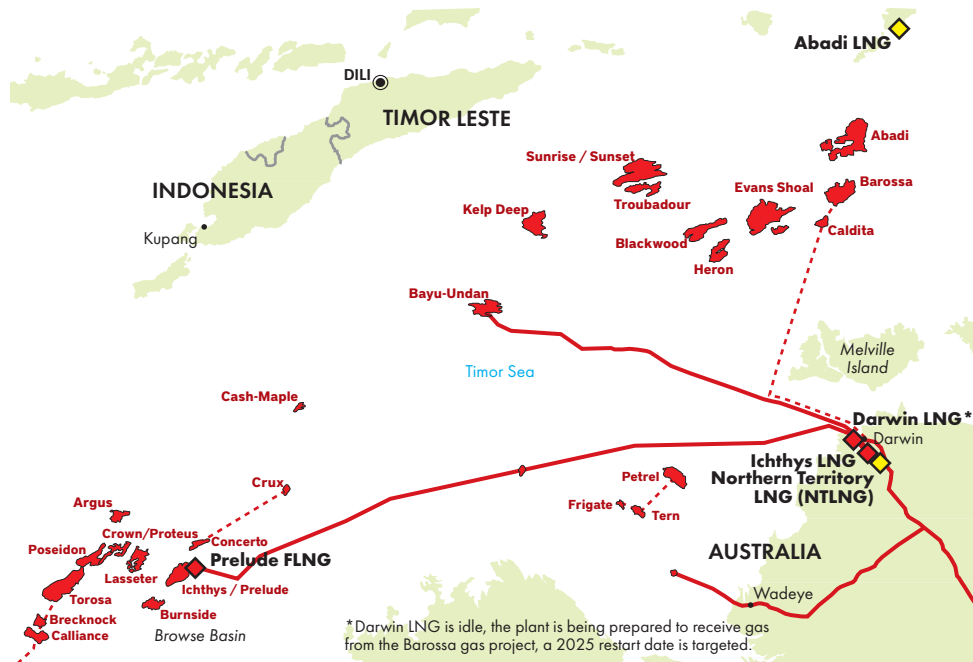 Abadi LNG
DILI
TIMOR LESTE
Abadi
Sunrise / Sunset
INDONESIA
Evans Shoal
Barossa
Troubadour
Kelp Deep
Kupang
Blackwood
Caldita
Heron
Bayu-Undan
Melville
Island
Timor Sea
Cash-Maple
Darwin LNG*
Darwin
Ichthys LNG
Northern Territory
LNG (NTLNG)
Petrel
Crux
Argus
Frigate
Tern
Crown/Proteus
Concerto
Poseidon
Prelude FLNG
AUSTRALIA
Lasseter
Ichthys / Prelude
Torosa
Wadeye
Burnside
Brecknock
Calliance
Browse Basin
*Darwin LNG is idle, the plant is being prepared to receive gas
from the Barossa gas project, a 2025 restart date is targeted.